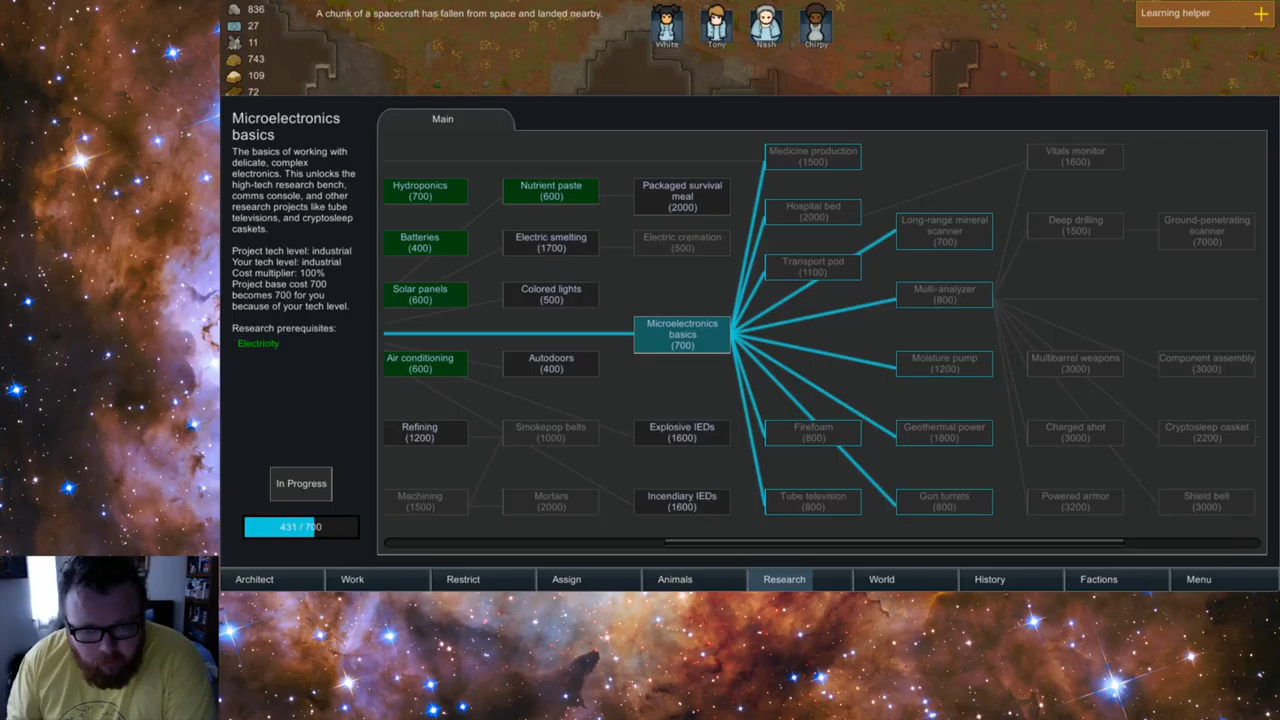 836
A chunk of a spacecraft has fallen from space and landed nearby.
Learning helper
27
11
White
Tony
Nash
Chirpy
743
109
72
Microelectronics
basics
The basics of working with
delicate, complex
electronics. This unlocks the
high-tech research bench,
comms console, and other
research projects like tube
televisions, and cryptosleep
caskets.
Project tech level: industrial
Your tech level: industrial
Cost multiplier: 100%
Project base cost 700
becomes 700 for you
because of your tech level.
Research prerequisites:
Electricity
In Progress
431 / 700
Main
Medicine production
(1500)
Vitals monitor
(1600)
Hydroponics
(700)
Nutrient paste
(600)
Packaged survival
meal
(2000)
Hospital bed
(2000)
Long-range mineral
scanner
(700)
Deep drilling
(1500)
Ground-penetrating
scanner
(7000)
Batteries
(400)
Electric smelting
(1700)
Electric cremation
(500)
Transport pod
(1100)
Solar panels
(600)
Colored lights
(500)
Multi-analyzer
(800)
Microelectronics
basics
(700)
Air conditioning
(600)
Autodoors
(400)
Moisture pump
(1200)
Multibarrel weapons
(3000)
Component assembly
(3000)
Refining
(1200)
Smokepop belts
(1000)
Explosive IEDs
(1600)
Firefoam
(800)
Geothermal power
(1800)
Charged shot
(3000)
Cryptosleep casket
(2200)
Machining
(1500)
Mortars
(2000)
Incendiary IEDs
(1600)
Tube television
(800)
Gun turrets
(800)
Powered armor
(3200)
Shield belt
(3000)
Architect
Work
Restrict
Assign
Animals
Research
World
History
Factions
Menu